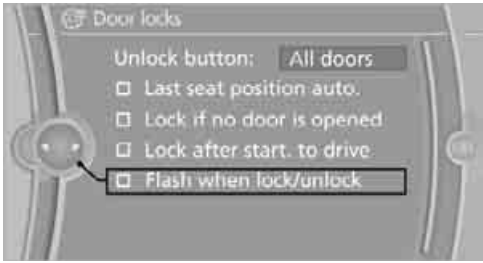 Door locks
Unlock button: All doors
Last seat position auto.
Lock if no door is opened
Lock after start. to drive
Flash when lock/unlock